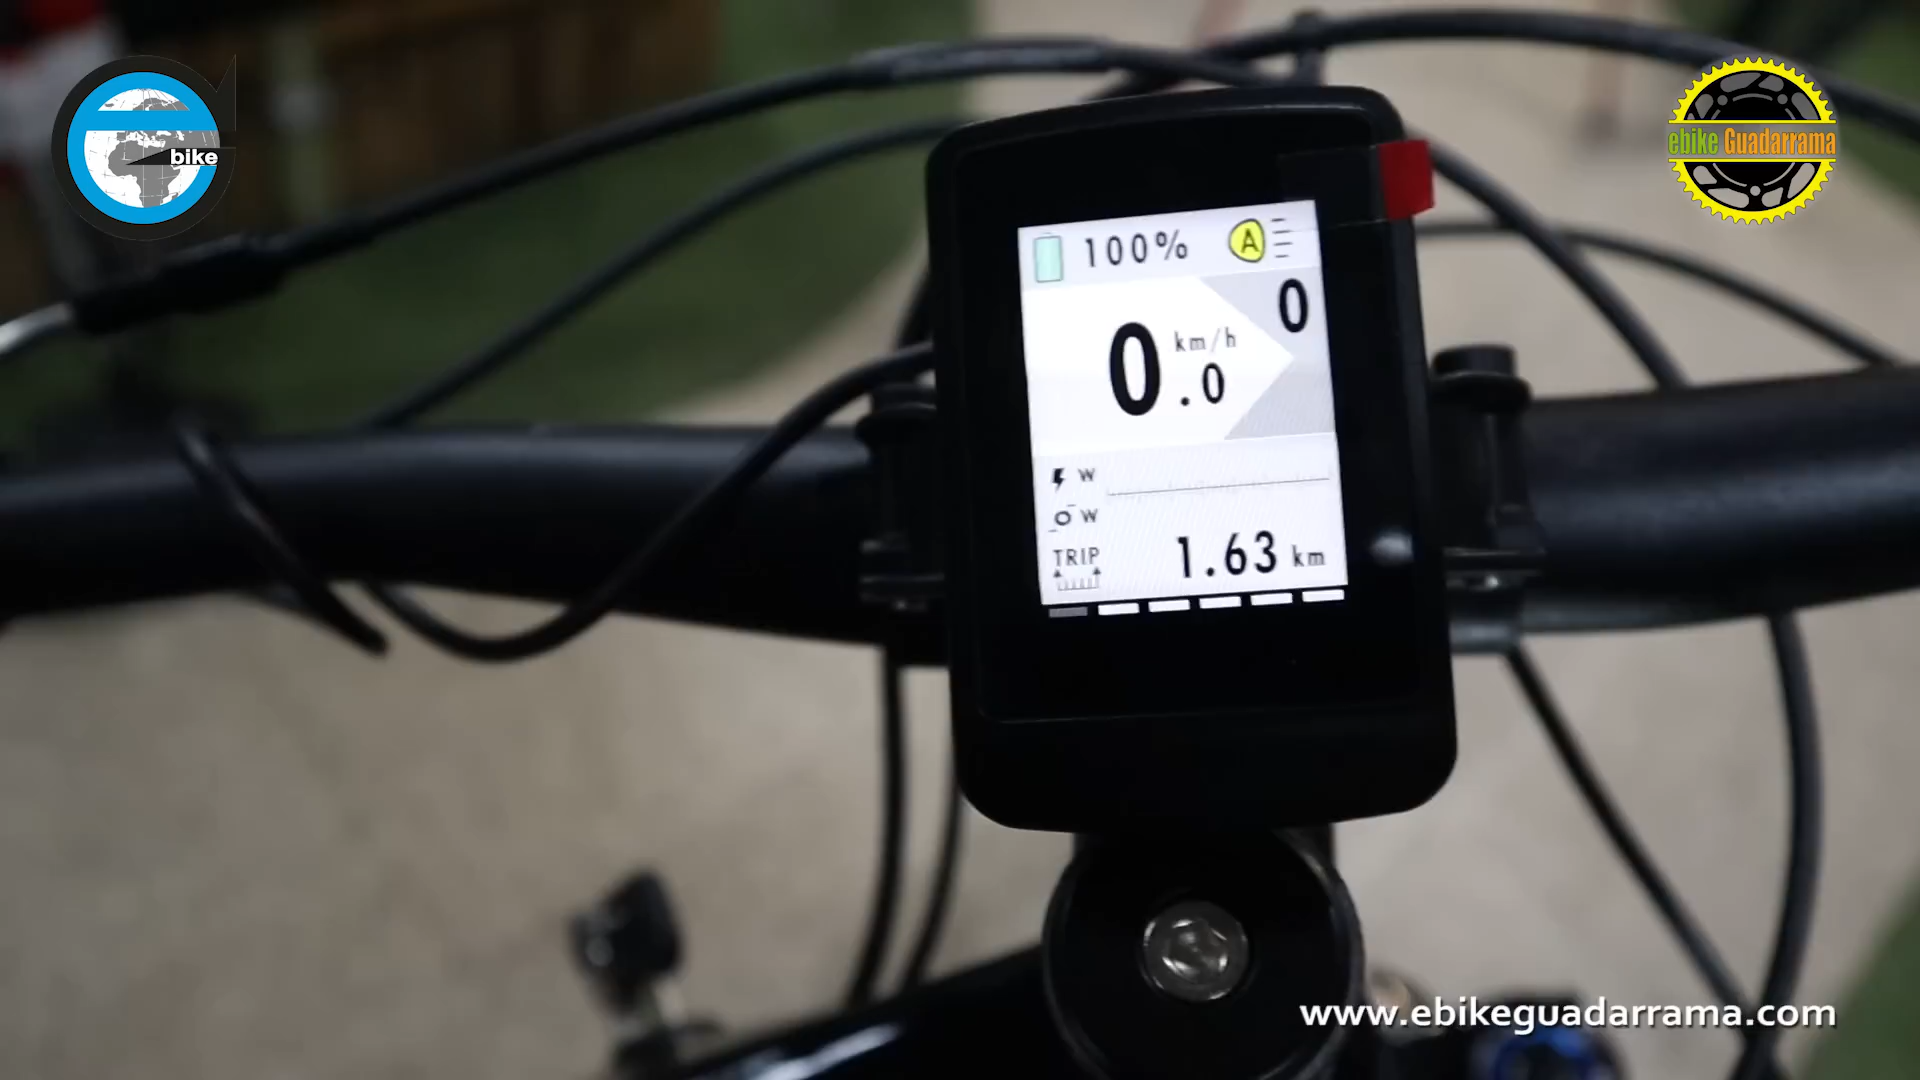 bike
ebike Guadarrama
100% A
0
0.0 km/h
W
W
TRIP 1.63 km
www.ebikeguadarrama.com